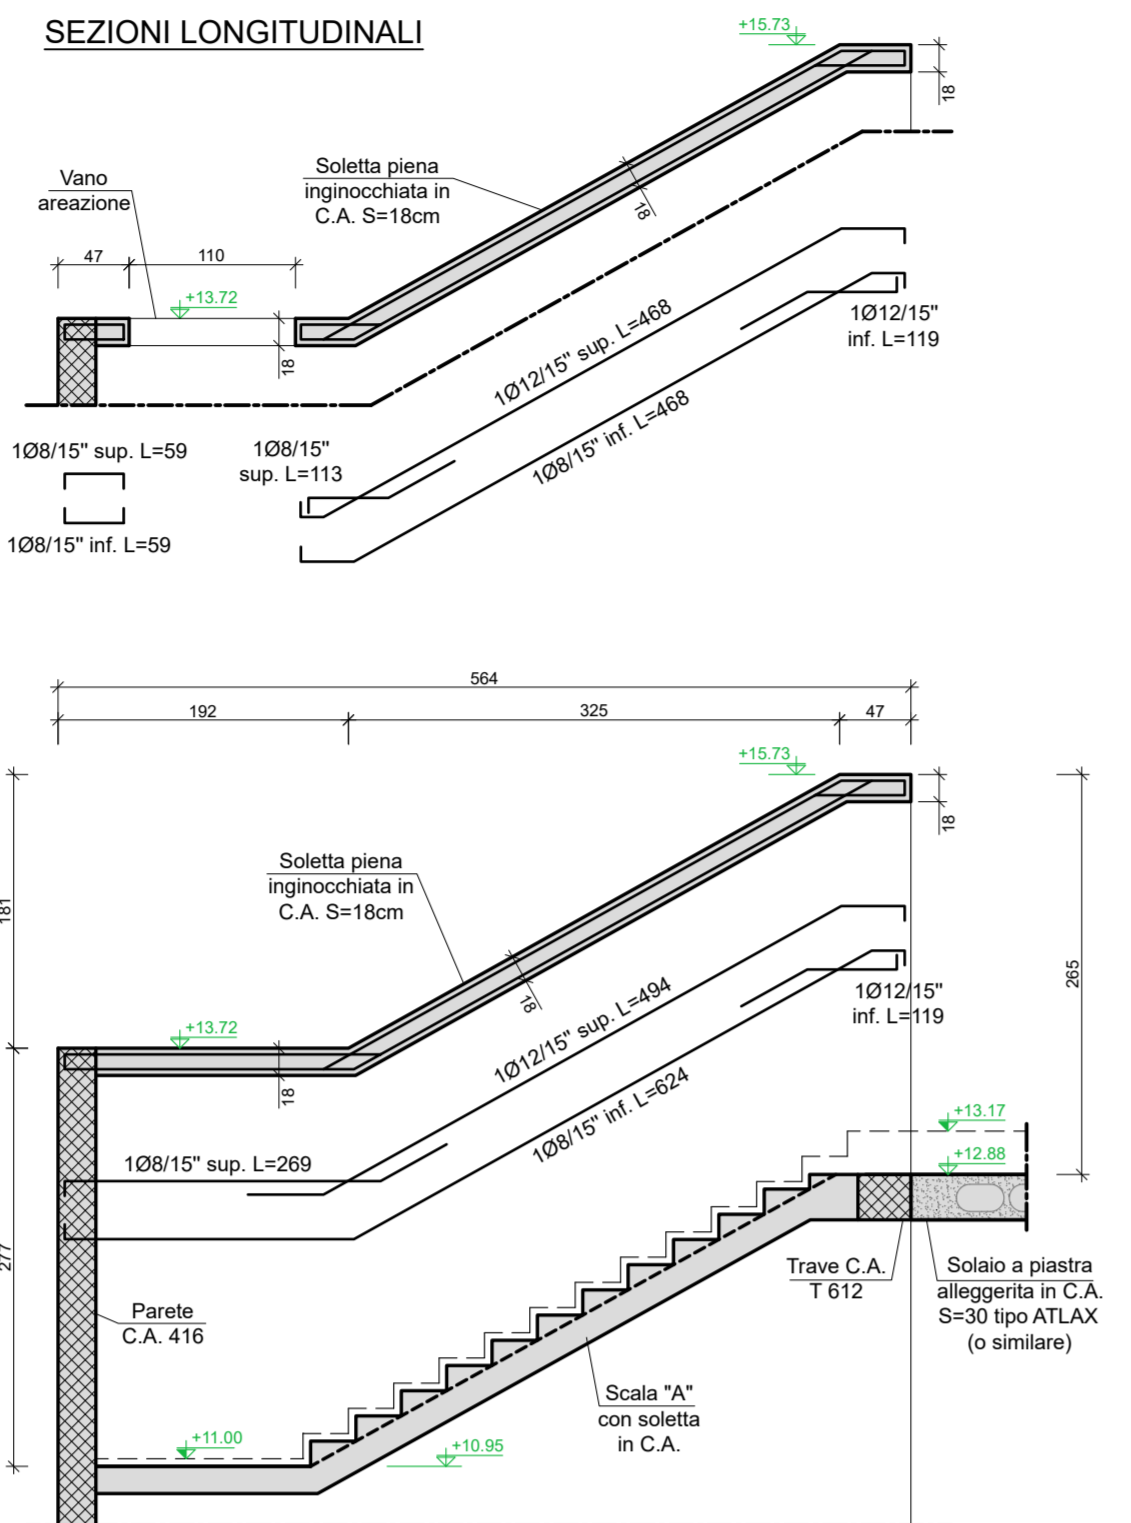 SEZIONI LONGITUDINALI
+15.73
18
Vano
areazione
Soletta piena
inginocchiata in
C.A. S=18cm
18
47
110
+13.72
18
1Ø12/15" sup. L=468
1Ø8/15" inf. L=468
1Ø12/15"
inf. L=119
1Ø8/15" sup. L=59
1Ø8/15" inf. L=59
1Ø8/15"
sup. L=113
564
192
325
47
+15.73
18
181
Soletta piena
inginocchiata in
C.A. S=18cm
18
265
+13.72
18
1Ø12/15" sup. L=494
1Ø8/15" inf. L=624
1Ø12/15"
inf. L=119
1Ø8/15" sup. L=269
+13.17
+12.88
277
Parete
C.A. 416
Trave C.A.
T 612
Solaio a piastra
alleggerita in C.A.
S=30 tipo ATLAX
(o similare)
Scala "A"
con soletta
in C.A.
+11.00
+10.95